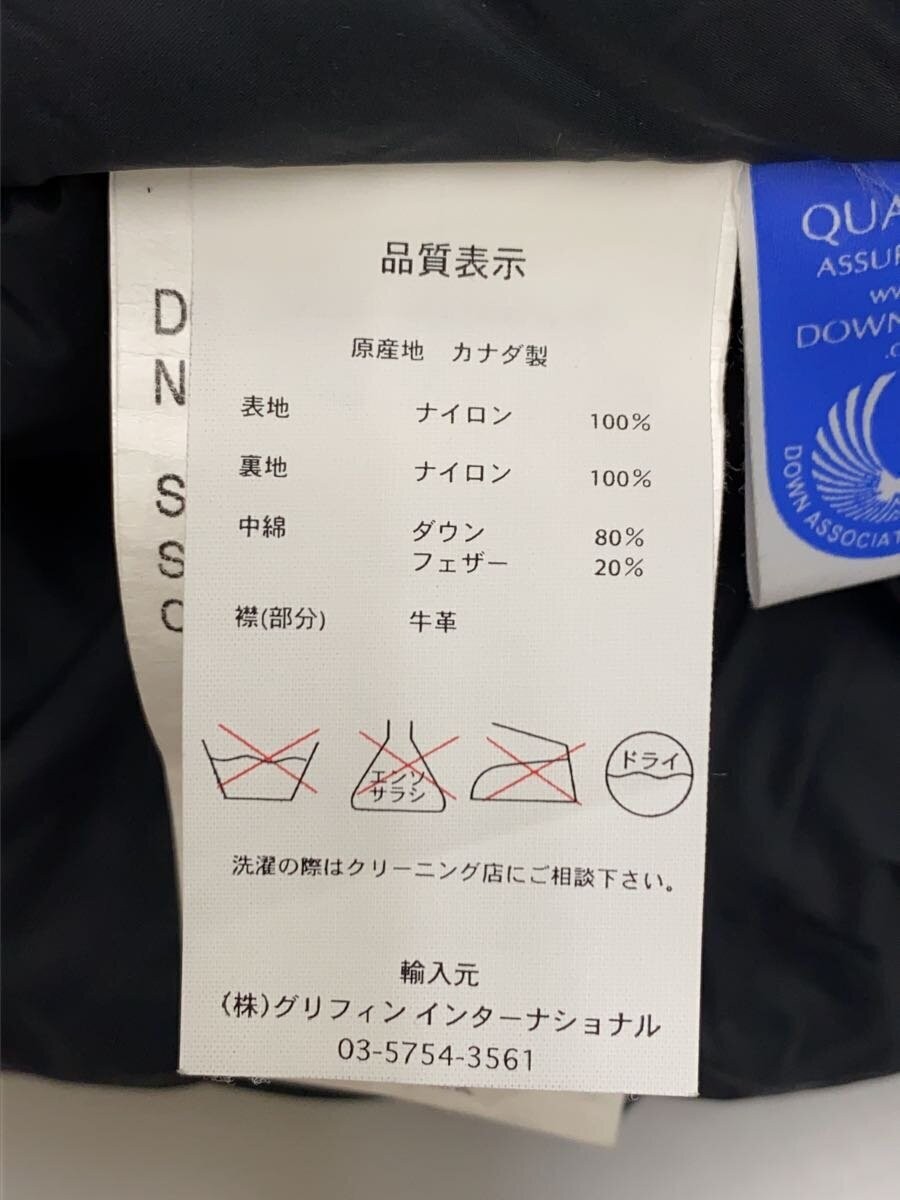 品質表示
原産地 カナダ製
表地 ナイロン 100%
裏地 ナイロン 100%
中綿 ダウン 80%
フェザー 20%
襟(部分) 牛革
エンソ
サラシ
ドライ
洗濯の際はクリーニング店にご相談下さい。
輸入元
(株)グリフィン インターナショナル
03-5754-3561
D
N
S
S
QUA
ASSUR
DOWN
DOWN ASSOCIAT